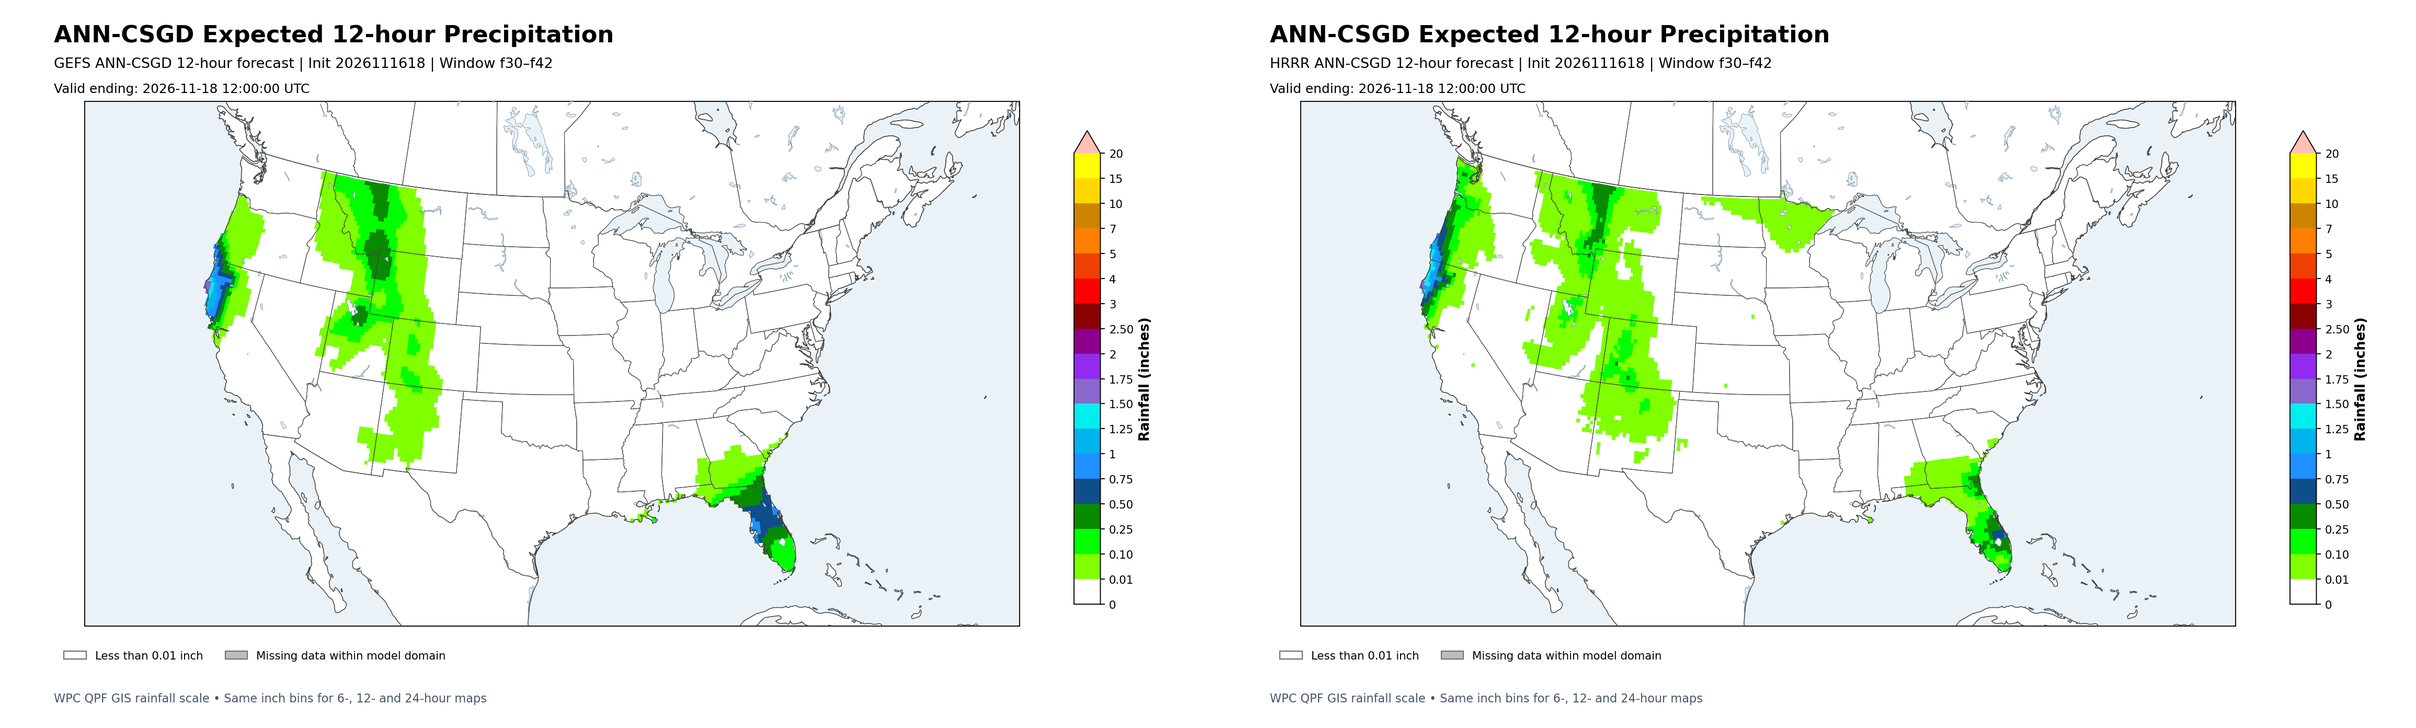 ANN-CSGD Expected 12-hour Precipitation
GEFS ANN-CSGD 12-hour forecast | Init 2026111618 | Window f30–f42
Valid ending: 2026-11-18 12:00:00 UTC
20
15
10
7
5
4
3
2.50
2
1.75
1.50
1.25
1
0.75
0.50
0.25
0.10
0.01
0
Rainfall (inches)
Less than 0.01 inch
Missing data within model domain
WPC QPF GIS rainfall scale • Same inch bins for 6-, 12- and 24-hour maps
ANN-CSGD Expected 12-hour Precipitation
HRRR ANN-CSGD 12-hour forecast | Init 2026111618 | Window f30–f42
Valid ending: 2026-11-18 12:00:00 UTC
20
15
10
7
5
4
3
2.50
2
1.75
1.50
1.25
1
0.75
0.50
0.25
0.10
0.01
0
Rainfall (inches)
Less than 0.01 inch
Missing data within model domain
WPC QPF GIS rainfall scale • Same inch bins for 6-, 12- and 24-hour maps